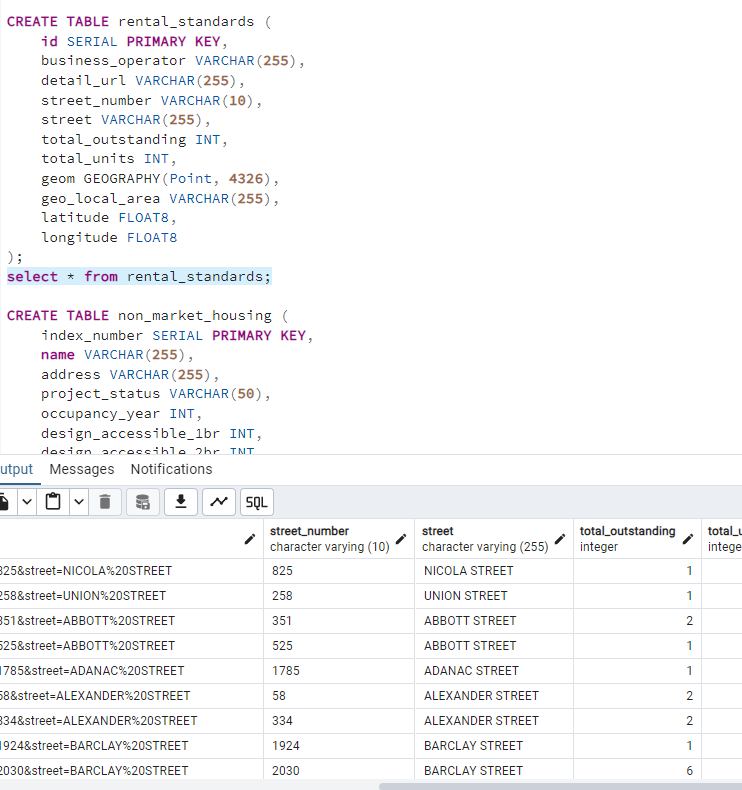 CREATE TABLE rental_standards (
id SERIAL PRIMARY KEY,
business_operator VARCHAR(255),
detail_url VARCHAR(255),
street_number VARCHAR(10),
street VARCHAR(255),
total_outstanding INT,
total_units INT,
geom GEOGRAPHY(Point, 4326),
geo_local_area VARCHAR(255),
latitude FLOAT8,
longitude FLOAT8
);
select * from rental_standards;
CREATE TABLE non_market_housing (
index_number SERIAL PRIMARY KEY,
name VARCHAR(255),
address VARCHAR(255),
project_status VARCHAR(50),
occupancy_year INT,
design_accessible_1br INT,
design_accessible_2br INT
utput Messages Notifications
SQL
street_number street total_outstanding total_u
character varying (10) character varying (255) integer intege
825&street=NICOLA%20STREET 825 NICOLA STREET 1
258&street=UNION%20STREET 258 UNION STREET 1
351&street=ABBOTT%20STREET 351 ABBOTT STREET 2
525&street=ABBOTT%20STREET 525 ABBOTT STREET 1
1785&street=ADANAC%20STREET 1785 ADANAC STREET 1
58&street=ALEXANDER%20STREET 58 ALEXANDER STREET 2
334&street=ALEXANDER%20STREET 334 ALEXANDER STREET 2
1924&street=BARCLAY%20STREET 1924 BARCLAY STREET 1
2030&street=BARCLAY%20STREET 2030 BARCLAY STREET 6